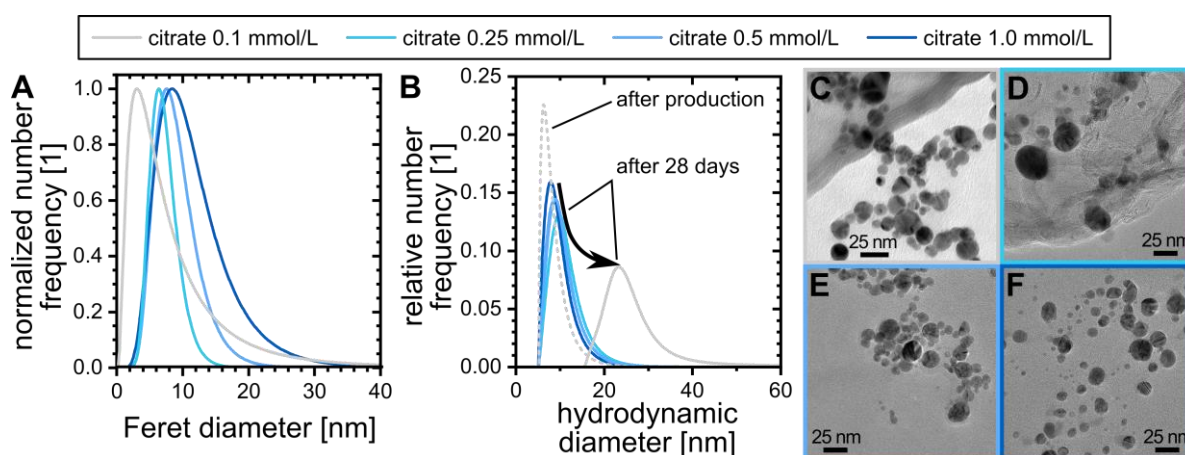 citrate 0.1 mmol/L citrate 0.25 mmol/L citrate 0.5 mmol/L citrate 1.0 mmol/L
A
normalized number
frequency [1]
1.0
0.8
0.6
0.4
0.2
0.0
0 10 20 30 40
Feret diameter [nm]
B
relative number
frequency [1]
0.25
0.20
0.15
0.10
0.05
0.00
after production
after 28 days
0 20 40 60
hydrodynamic
diameter [nm]
C
25 nm
D
25 nm
E
25 nm
F
25 nm